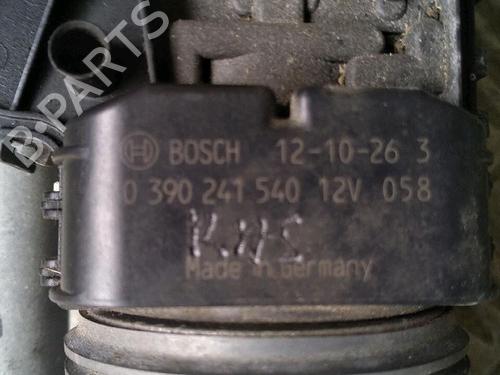 BOSCH 12-10-26 3
0 390 241 540 12V 058
Made in Germany
B-PARTS